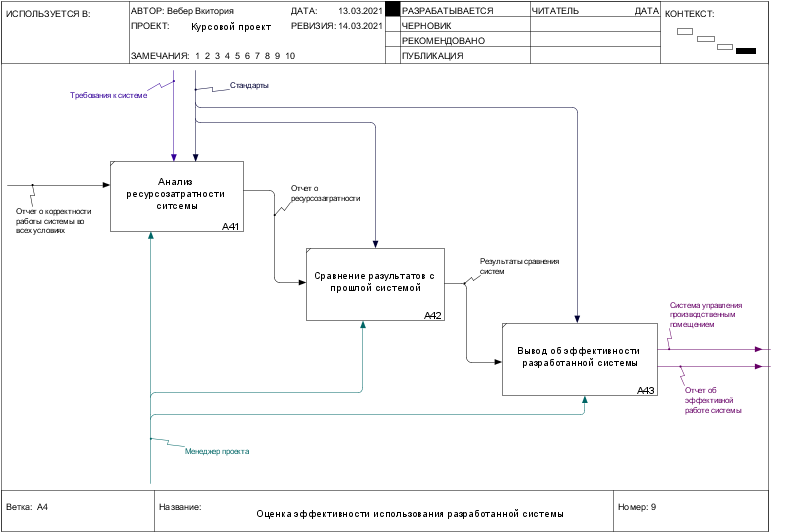 ИСПОЛЬЗУЕТСЯ В:
АВТОР: Вебер Вкитория
ДАТА: 13.03.2021
РАЗРАБАТЫВАЕТСЯ
ЧИТАТЕЛЬ
ДАТА
КОНТЕКСТ:
ПРОЕКТ: Курсовой проект
РЕВИЗИЯ: 14.03.2021
ЧЕРНОВИК
РЕКОМЕНДОВАНО
ЗАМЕЧАНИЯ: 1 2 3 4 5 6 7 8 9 10
ПУБЛИКАЦИЯ
Требования к системе
Стандарты
Отчет о корректности
работы системы во
всех условиях
Анализ
ресурсозатратности
ситсемы
A41
Отчет о
ресурсозатратности
Сравнение разультатов с
прошлой системой
A42
Результаты сравнения
систем
Вывод об эффективности
разработанной системы
A43
Система управления
производственным
помещением
Отчет об
эффективной
работе системы
Менеджер проекта
Ветка: A4
Название:
Оценка эффективности использования разработанной системы
Номер: 9